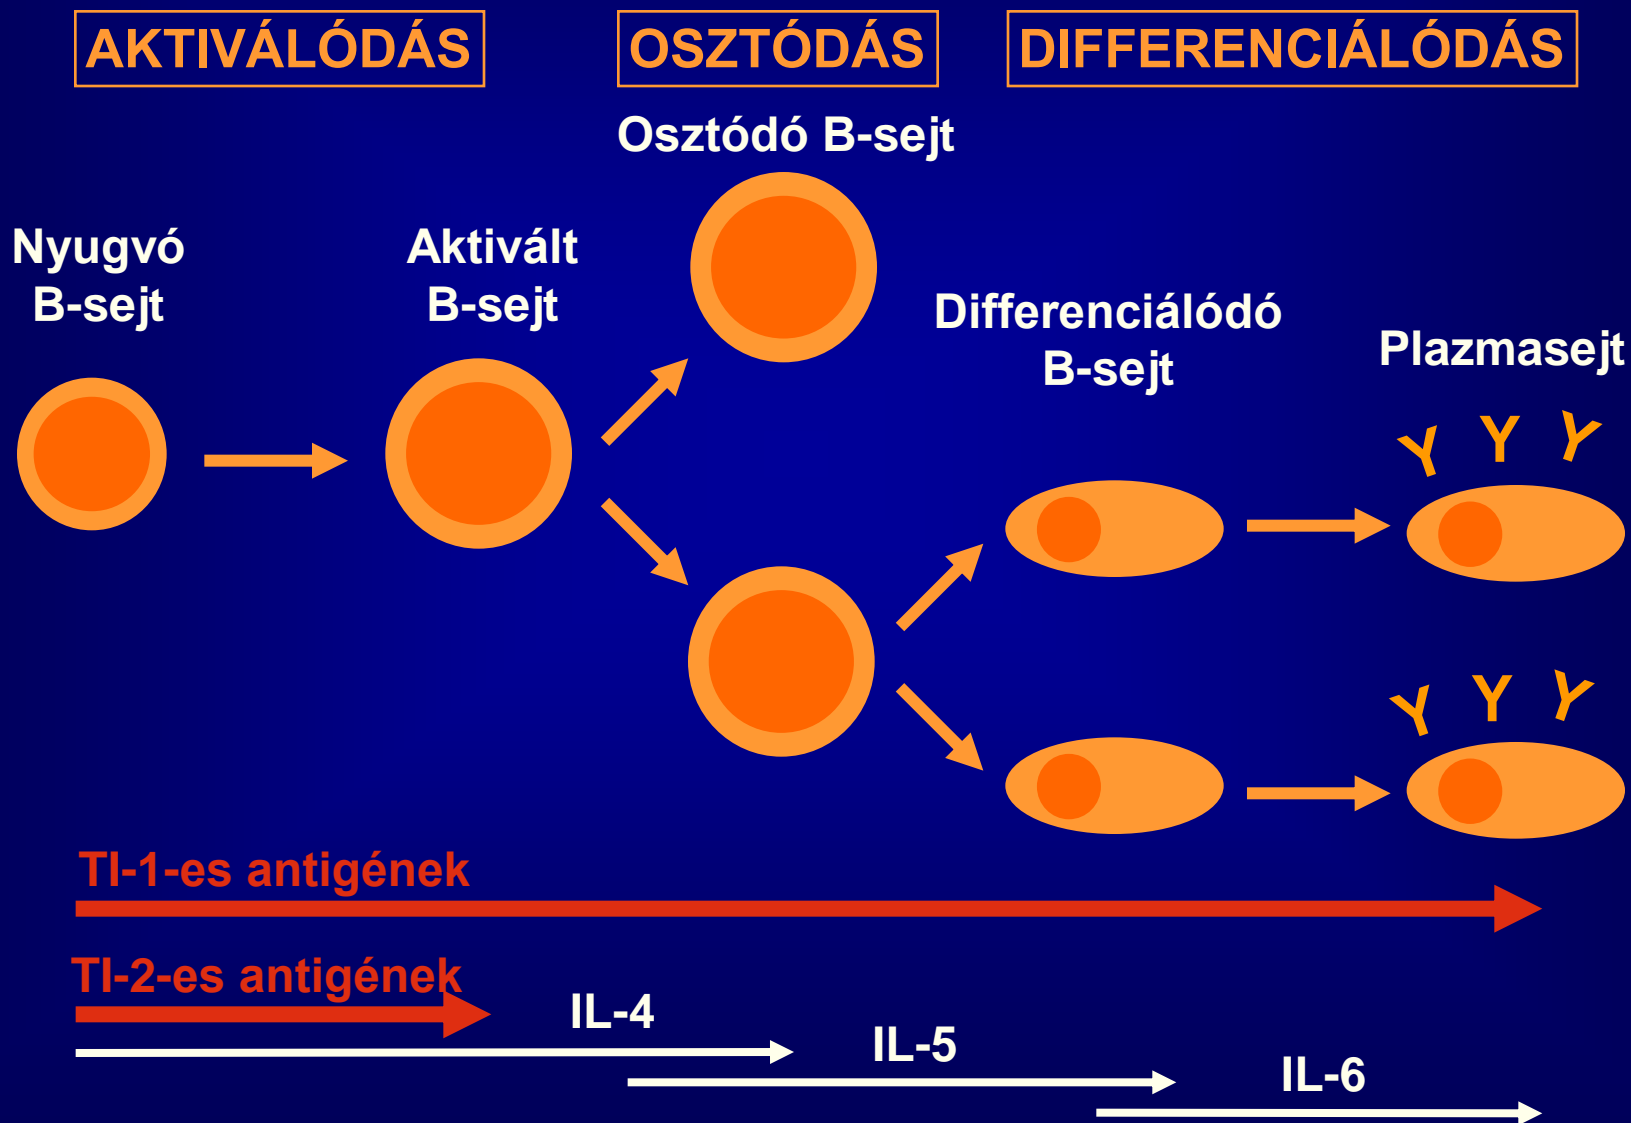 AKTIVÁLÓDÁS
OSZTÓDÁS
DIFFERENCIÁLÓDÁS
Osztódó B-sejt
Nyugvó
B-sejt
Aktivált
B-sejt
Differenciálódó
B-sejt
Plazmasejt
Y Y Y
Y Y Y
TI-1-es antigének
TI-2-es antigének
IL-4
IL-5
IL-6